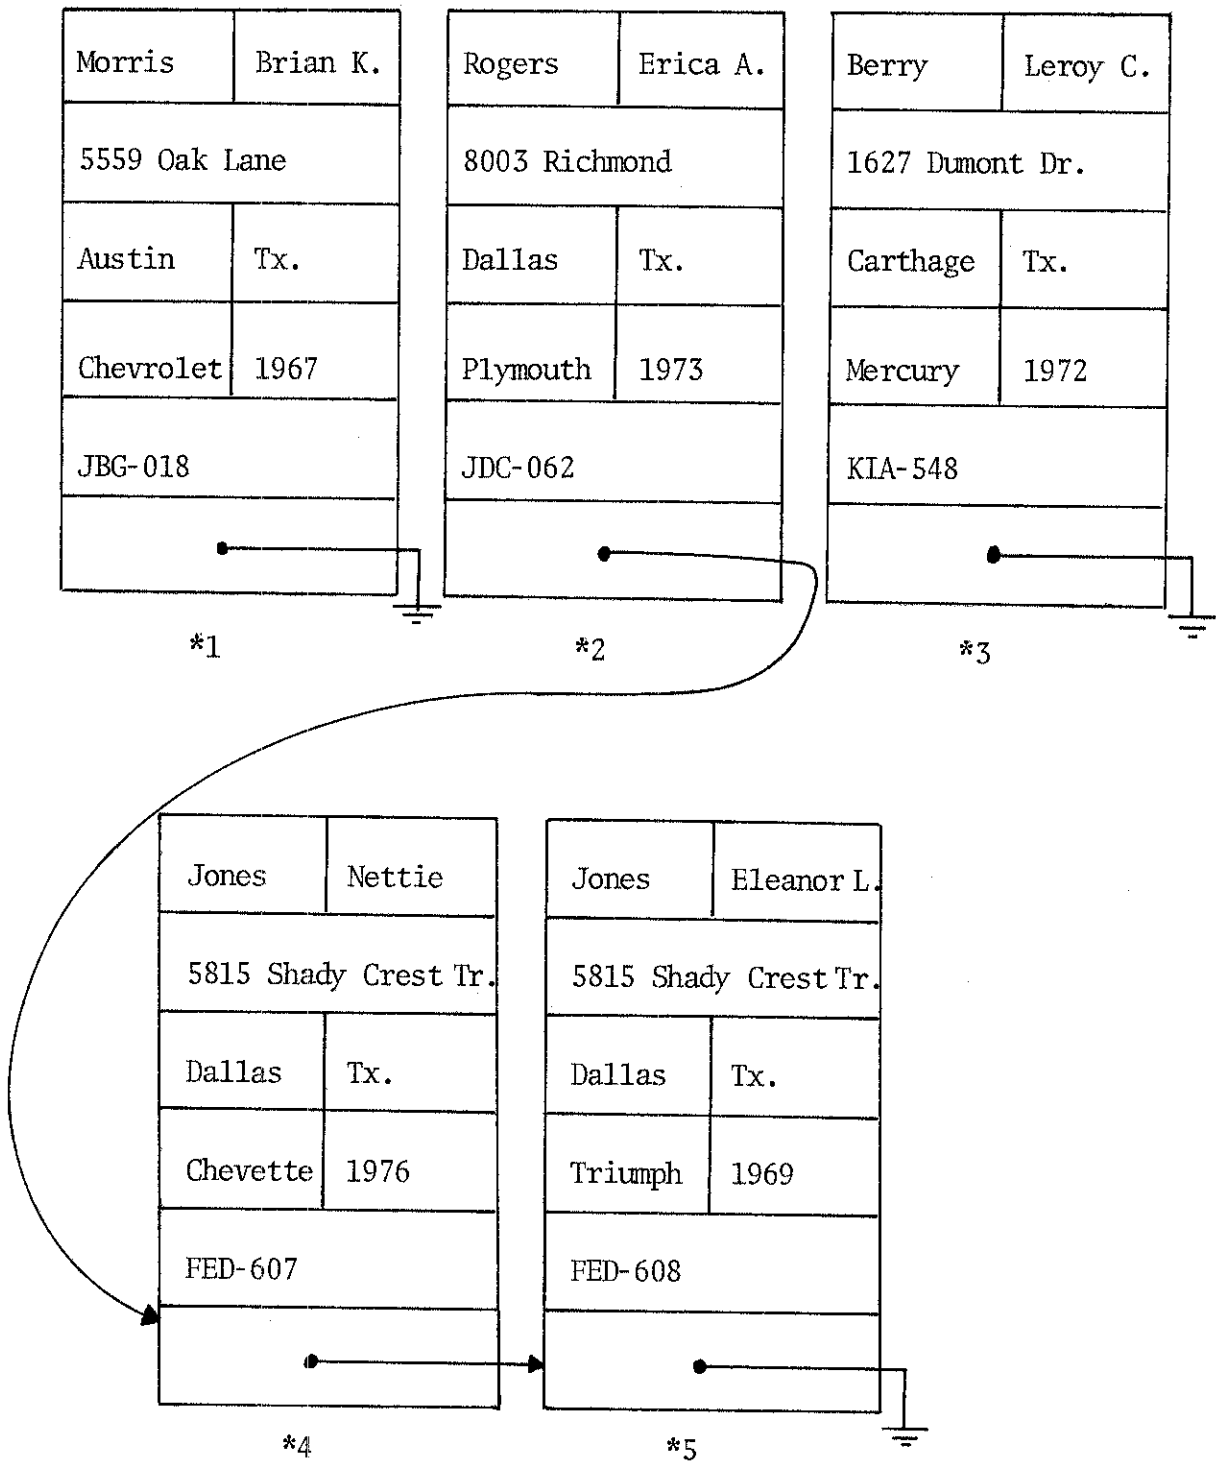 Morris Brian K.
5559 Oak Lane
Austin Tx.
Chevrolet 1967
JBG-018
*1
Rogers Erica A.
8003 Richmond
Dallas Tx.
Plymouth 1973
JDC-062
*2
Berry Leroy C.
1627 Dumont Dr.
Carthage Tx.
Mercury 1972
KIA-548
*3
Jones Nettie
5815 Shady Crest Tr.
Dallas Tx.
Chevette 1976
FED-607
*4
Jones Eleanor L.
5815 Shady Crest Tr.
Dallas Tx.
Triumph 1969
FED-608
*5